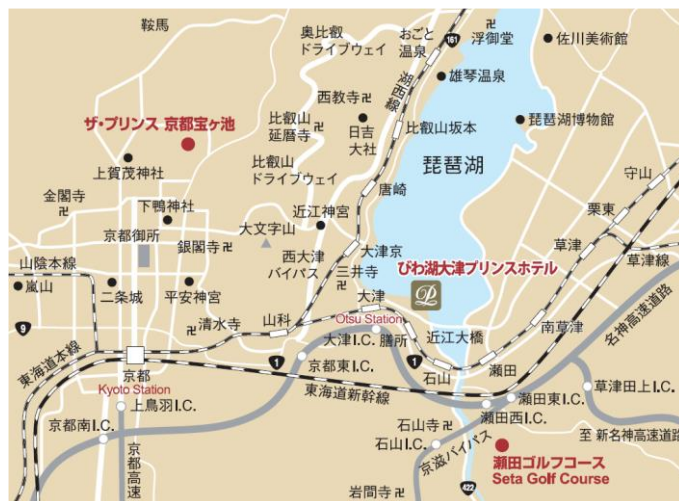 鞍馬
奥比叡
ドライブウェイ
おごと
温泉
161
浮御堂
佐川美術館
湖西線
雄琴温泉
西教寺
ザ・プリンス 京都宝ヶ池
比叡山
延暦寺
日吉
大社
比叡山坂本
琵琶湖博物館
琵琶湖
上賀茂神社
比叡山
ドライブウェイ
守山
唐崎
金閣寺
下鴨神社
近江神宮
栗東
京都御所
大文字山
銀閣寺
西大津
バイパス
大津京
草津
草津線
山陰本線
三井寺
びわ湖大津プリンスホテル
嵐山
二条城
平安神宮
大津
P
Otsu Station
名神高速道路
9
清水寺
山科
大津I.C.
膳所
近江大橋
南草津
東海道本線
1
京都東I.C.
1
石山
瀬田
京都
Kyoto Station
東海道新幹線
瀬田東I.C.
草津田上I.C.
上鳥羽I.C.
瀬田西I.C.
京都南I.C.
石山寺
石山I.C.
京滋バイパス
至 新名神高速道路
京都高速
瀬田ゴルフコース
Seta Golf Course
岩間寺
422